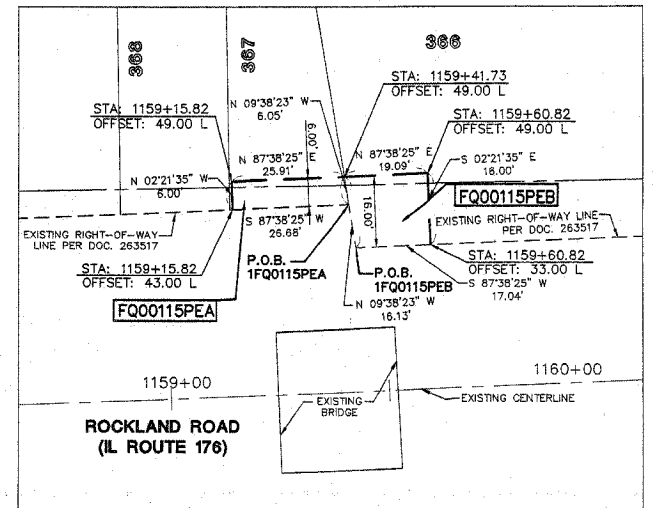 368
367
366
STA: 1159+15.82
OFFSET: 49.00 L
N 09°38'23" W
6.05'
6.00'
STA: 1159+41.73
OFFSET: 49.00 L
STA: 1159+60.82
OFFSET: 49.00 L
N 87°38'25" E
25.91'
N 87°38'25" E
19.09'
S 02°21'35" E
16.00'
N 02°21'35" W
6.00'
FQ00115PEB
16.00'
EXISTING RIGHT-OF-WAY
LINE PER DOC. 263517
S 87°38'25" W
26.68'
EXISTING RIGHT-OF-WAY LINE
PER DOC. 263517
STA: 1159+15.82
OFFSET: 43.00 L
P.O.B.
1FQ0115PEA
P.O.B.
1FQ0115PEB
STA: 1159+60.82
OFFSET: 33.00 L
S 87°38'25" W
17.04'
FQ00115PEA
N 09°38'23" W
16.13'
1159+00
1160+00
EXISTING
BRIDGE
EXISTING CENTERLINE
ROCKLAND ROAD
(IL ROUTE 176)